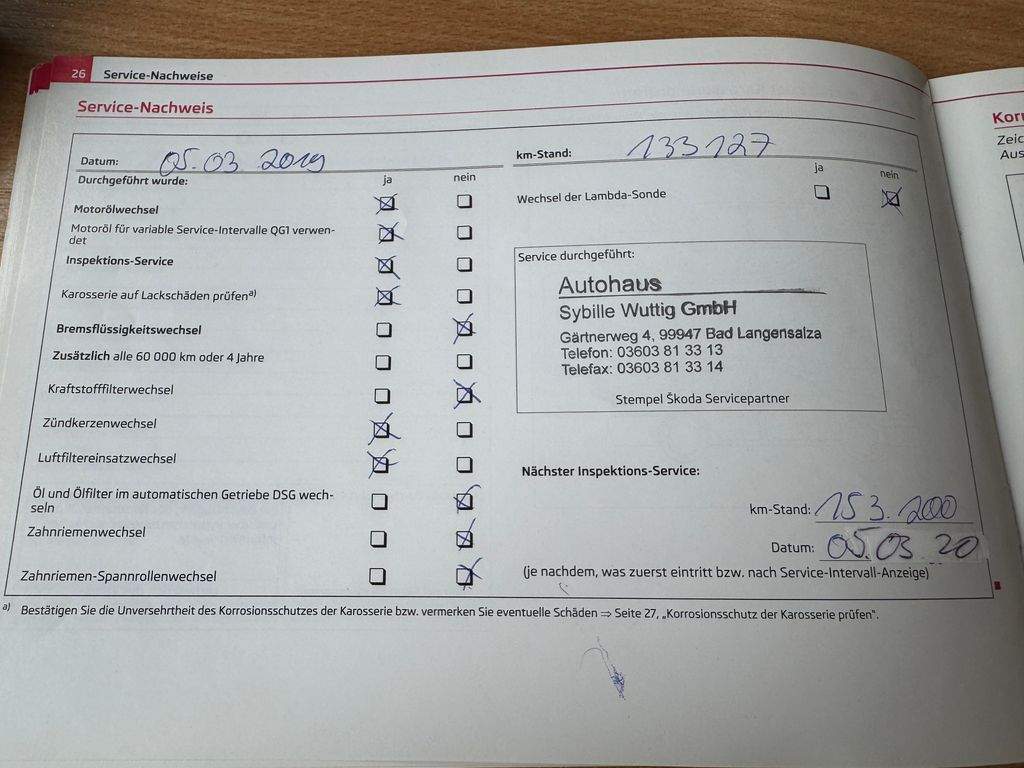 26 Service-Nachweise
Service-Nachweis
Datum: 05.03.2019
km-Stand: 133 127
Durchgeführt wurde: ja nein
ja nein
Motorölwechsel
Wechsel der Lambda-Sonde
Motoröl für variable Service-Intervalle QG1 verwen-
det
Inspektions-Service
Karosserie auf Lackschäden prüfen a)
Bremsflüssigkeitswechsel
Zusätzlich alle 60 000 km oder 4 Jahre
Kraftstofffilterwechsel
Zündkerzenwechsel
Luftfiltereinsatzwechsel
Öl und Ölfilter im automatischen Getriebe DSG wech-
seln
Zahnriemenwechsel
Zahnriemen-Spannrollenwechsel
Service durchgeführt:
Autohaus
Sybille Wuttig GmbH
Gärtnerweg 4, 99947 Bad Langensalza
Telefon: 03603 81 33 13
Telefax: 03603 81 33 14
Stempel Škoda Servicepartner
Nächster Inspektions-Service:
km-Stand: 153.200
Datum: 05.03.20
(je nachdem, was zuerst eintritt bzw. nach Service-Intervall-Anzeige)
a) Bestätigen Sie die Unversehrtheit des Korrosionsschutzes der Karosserie bzw. vermerken Sie eventuelle Schäden ⇒ Seite 27, „Korrosionsschutz der Karosserie prüfen".